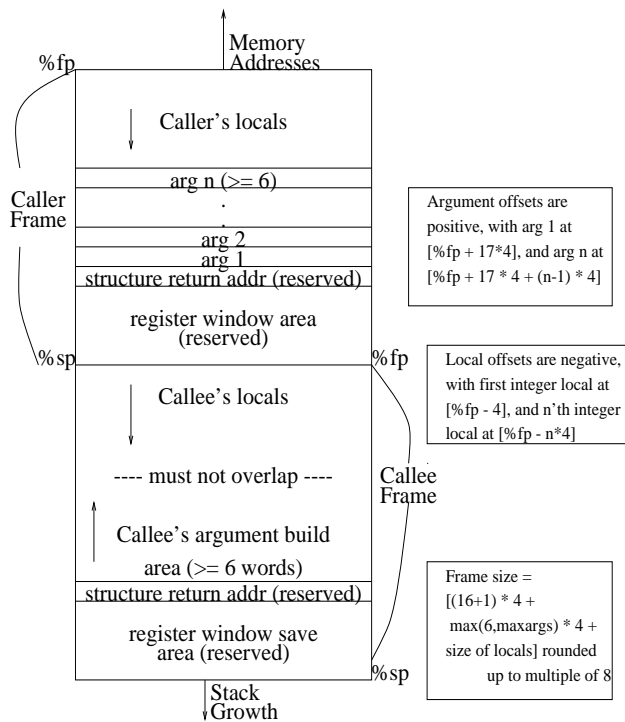 Memory
Addresses
%fp
Caller's locals
arg n (>= 6)
.
.
arg 2
arg 1
structure return addr (reserved)
register window area
(reserved)
Caller
Frame
%sp
%fp
Callee's locals
---- must not overlap ----
Callee's argument build
area (>= 6 words)
structure return addr (reserved)
register window save
area (reserved)
Callee
Frame
%sp
Stack
Growth
Argument offsets are
positive, with arg 1 at
[%fp + 17*4], and arg n at
[%fp + 17 * 4 + (n-1) * 4]
Local offsets are negative,
with first integer local at
[%fp - 4], and n'th integer
local at [%fp - n*4]
Frame size =
[(16+1) * 4 +
max(6,maxargs) * 4 +
size of locals] rounded
up to multiple of 8